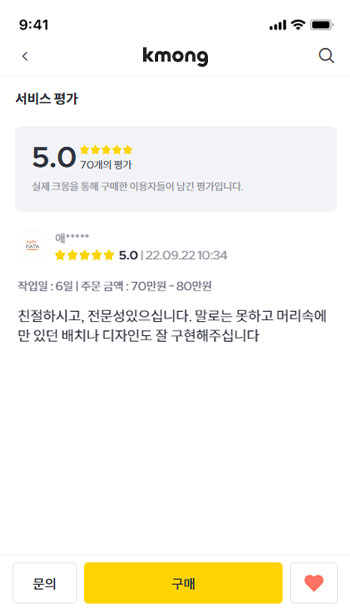 9:41
kmong
서비스 평가
5.0
70개의 평가
실제 크몽을 통해 구매한 이용자들이 남긴 평가입니다.
애*****
5.0 | 22.09.22 10:34
작업일 : 6일 | 주문 금액 : 70만원 - 80만원
친절하시고, 전문성있으십니다. 말로는 못하고 머리속에
만 있던 배치나 디자인도 잘 구현해주십니다
문의
구매